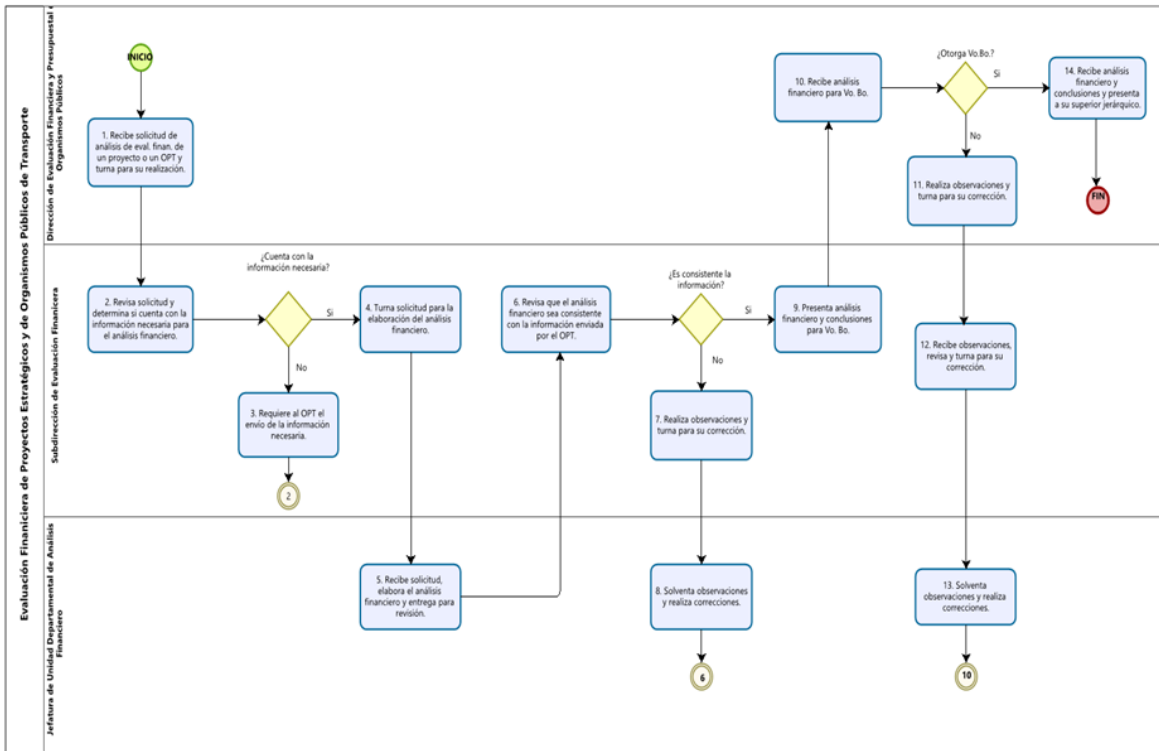 Evaluación Finaniciera de Proyectos Estratégicos y de Organismos Públicos de Transporte
Dirección de Evaluación Financiera y Presupuestal
Organismos Públicos
INICIO
1. Recibe solicitud de
análisis de eval. finan. de
un proyecto o un OPT y
turna para su realización.
10. Recibe análisis
financiero para Vo. Bo.
¿Otorga Vo.Bo.?
Si
No
14. Recibe análisis
financiero y
conclusiones y presenta
a su superior jerárquico.
11. Realiza observaciones y
turna para su corrección.
FIN
Subdirección de Evaluación Finanicera
2. Revisa solicitud y
determina si cuenta con la
información necesaria para
el análisis financiero.
¿Cuenta con la
información necesaria?
Si
No
3. Requiere al OPT el
envío de la información
necesaria.
2
4. Turna solicitud para la
elaboración del análisis
financiero.
6. Revisa que el análisis
financiero sea consistente
con la información enviada
por el OPT.
¿Es consistente la
información?
Si
No
7. Realiza observaciones y
turna para su corrección.
9. Presenta análisis
financiero y conclusiones
para Vo. Bo.
12. Recibe observaciones,
revisa y turna para su
corrección.
Jefatura de Unidad Departamental de Análisis
Financiero
5. Recibe solicitud,
elabora el análisis
financiero y entrega para
revisión.
8. Solventa observaciones
y realiza correcciones.
6
13. Solventa
observaciones y realiza
correcciones.
10